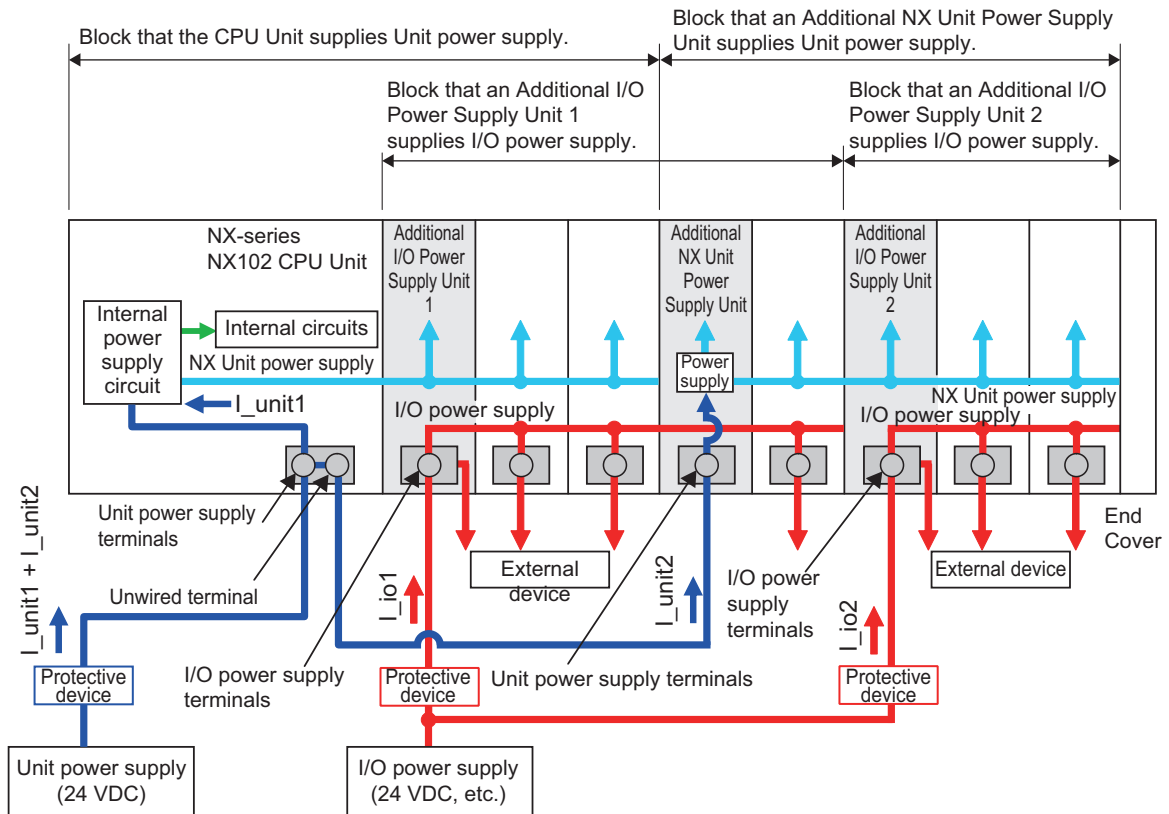 Block that the CPU Unit supplies Unit power supply.
Block that an Additional NX Unit Power Supply
Unit supplies Unit power supply.
Block that an Additional I/O
Power Supply Unit 1
supplies I/O power supply.
Block that an Additional I/O
Power Supply Unit 2
supplies I/O power supply.
NX-series
NX102 CPU Unit
Additional
I/O Power
Supply Unit
1
Additional
NX Unit
Power
Supply Unit
Additional
I/O Power
Supply Unit
2
Internal
power
supply
circuit
Internal circuits
NX Unit power supply
Power
supply
NX Unit power supply
I_unit1
I/O power supply
I/O power supply
Unit power supply
terminals
Unwired terminal
I/O power supply
terminals
External
device
Unit power supply terminals
I/O power
supply
terminals
External device
End
Cover
I_unit1 + I_unit2
I_io1
I_unit2
I_io2
Protective
device
Protective
device
Protective
device
Unit power supply
(24 VDC)
I/O power supply
(24 VDC, etc.)